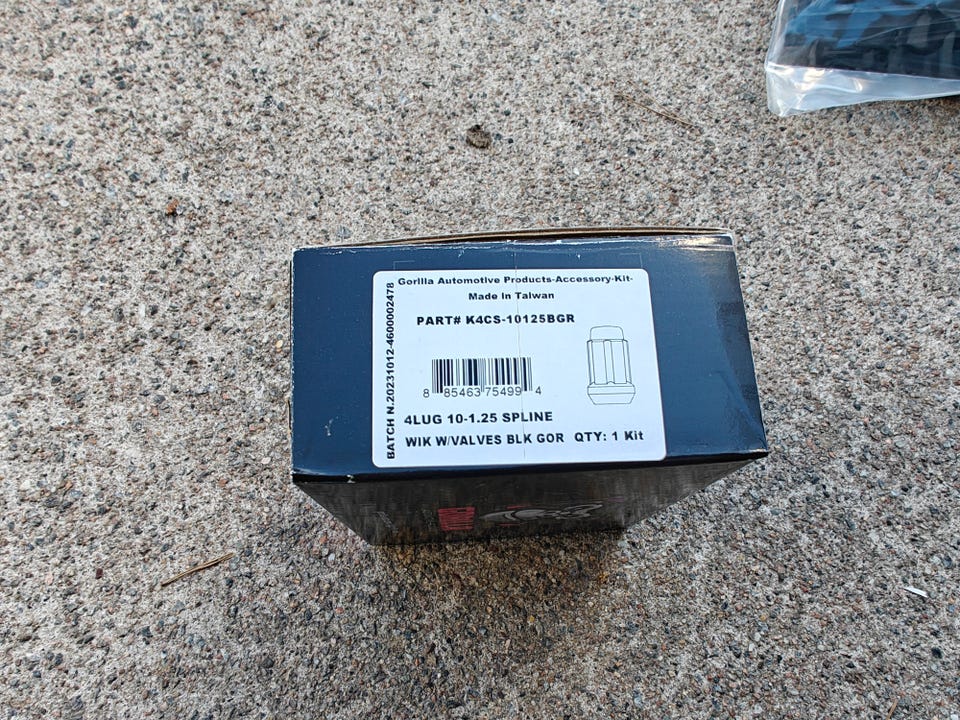 Gorilla Automotive Products-Accessory-Kit-
Made In Taiwan
PART# K4CS-10125BGR
8 85463 75499 4
4LUG 10-1.25 SPLINE
WIK W/VALVES BLK GOR QTY: 1 Kit
BATCH N.20231012-4600002478